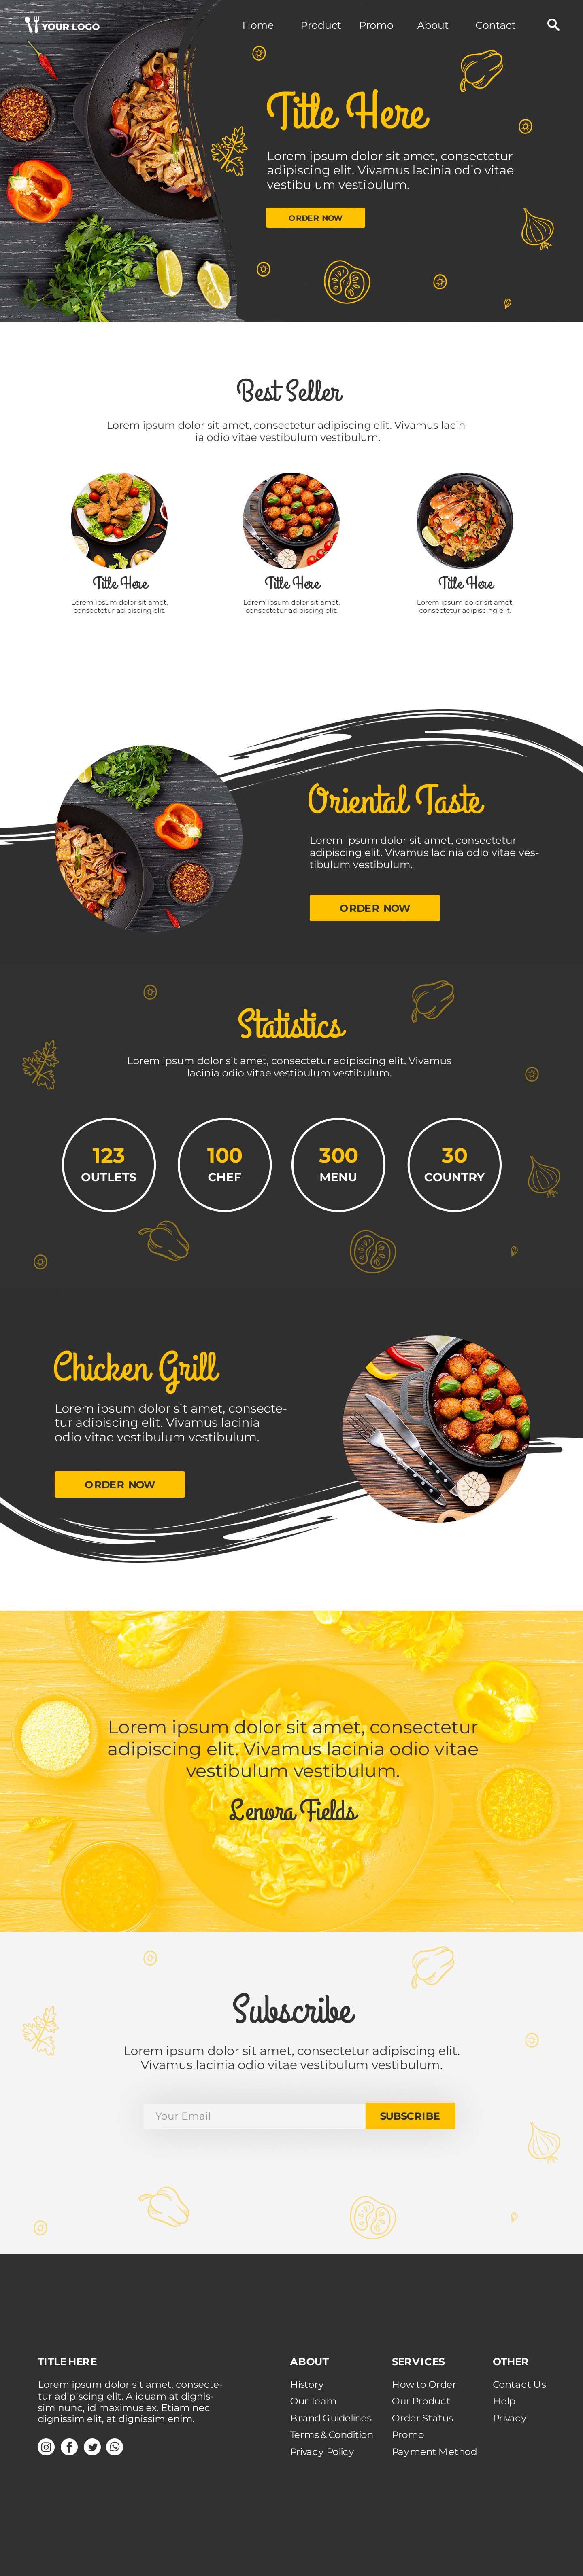 YOUR LOGO
Home Product Promo About Contact
Title Here
Lorem ipsum dolor sit amet, consectetur
adipiscing elit. Vivamus lacinia odio vitae
vestibulum vestibulum.
ORDER NOW
Best Seller
Lorem ipsum dolor sit amet, consectetur adipiscing elit. Vivamus lacin-
ia odio vitae vestibulum vestibulum.
Title Here
Lorem ipsum dolor sit amet,
consectetur adipiscing elit.
Title Here
Lorem ipsum dolor sit amet,
consectetur adipiscing elit.
Title Here
Lorem ipsum dolor sit amet,
consectetur adipiscing elit.
Oriental Taste
Lorem ipsum dolor sit amet, consectetur
adipiscing elit. Vivamus lacinia odio vitae ves-
tibulum vestibulum.
ORDER NOW
Statistics
Lorem ipsum dolor sit amet, consectetur adipiscing elit. Vivamus
lacinia odio vitae vestibulum vestibulum.
123
OUTLETS
100
CHEF
300
MENU
30
COUNTRY
Chicken Grill
Lorem ipsum dolor sit amet, consecte-
tur adipiscing elit. Vivamus lacinia
odio vitae vestibulum vestibulum.
ORDER NOW
Lorem ipsum dolor sit amet, consectetur
adipiscing elit. Vivamus lacinia odio vitae
vestibulum vestibulum.
Lenora Fields
Subscribe
Lorem ipsum dolor sit amet, consectetur adipiscing elit.
Vivamus lacinia odio vitae vestibulum vestibulum.
Your Email
SUBSCRIBE
TITLE HERE
Lorem ipsum dolor sit amet, consecte-
tur adipiscing elit. Aliquam at dignis-
sim nunc, id maximus ex. Etiam nec
dignissim elit, at dignissim enim.
ABOUT
History
Our Team
Brand Guidelines
Terms & Condition
Privacy Policy
SERVICES
How to Order
Our Product
Order Status
Promo
Payment Method
OTHER
Contact Us
Help
Privacy